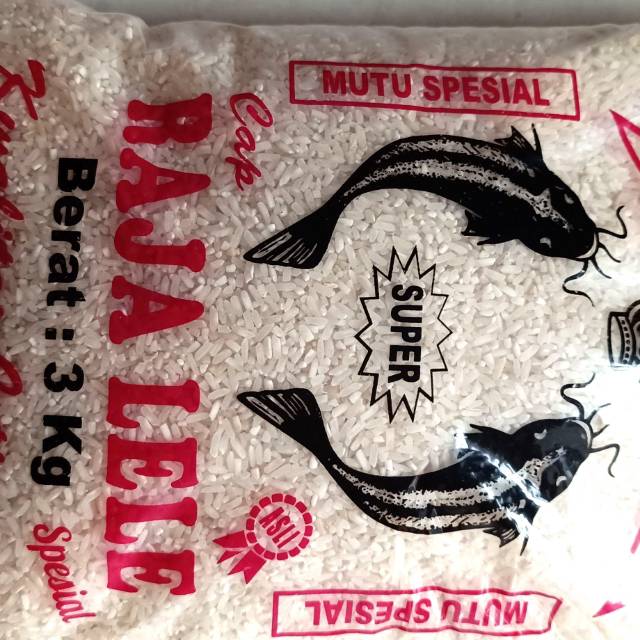 MUTU SPESIAL
SUPER
Cap
RAJA LELE
ASLI
Berat : 3 Kg
Spesial
MUTU SPESIAL